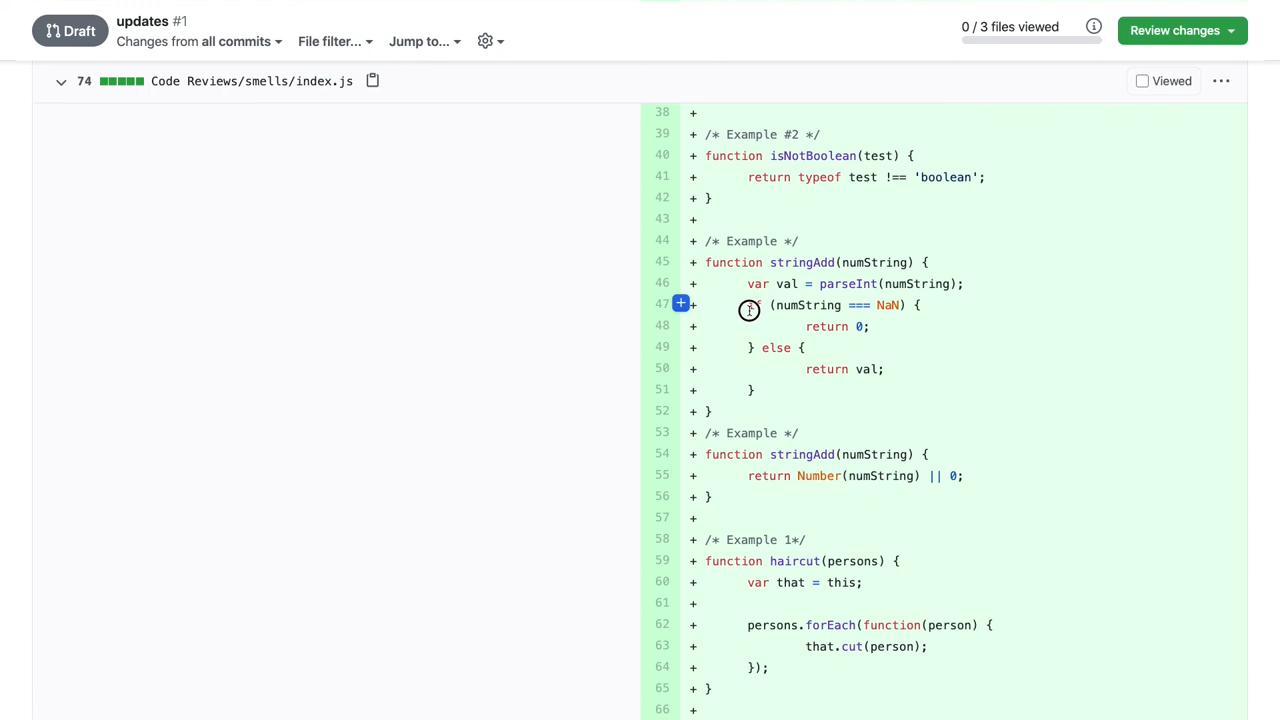 Draft
updates #1
Changes from all commits
File filter...
Jump to...
0 / 3 files viewed
Review changes
74
Code Reviews/smells/index.js
Viewed
38 +
39 + /* Example #2 */
40 + function isNotBoolean(test) {
41 + return typeof test !== 'boolean';
42 + }
43 +
44 + /* Example */
45 + function stringAdd(numString) {
46 + var val = parseInt(numString);
47 + if (numString === NaN) {
48 + return 0;
49 + } else {
50 + return val;
51 + }
52 + }
53 + /* Example */
54 + function stringAdd(numString) {
55 + return Number(numString) || 0;
56 + }
57 +
58 + /* Example 1*/
59 + function haircut(persons) {
60 + var that = this;
61 +
62 + persons.forEach(function(person) {
63 + that.cut(person);
64 + });
65 + }
66 +